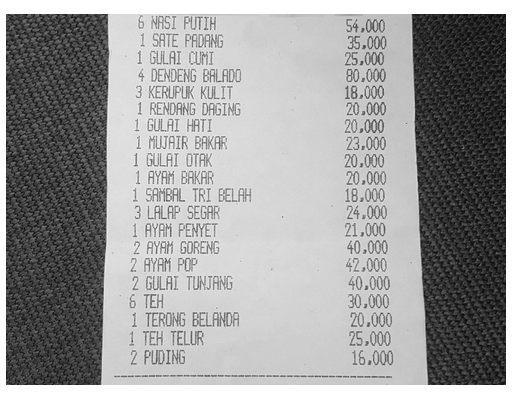 6 NASI PUTIH 54,000
1 SATE PADANG 35,000
1 GULAI CUMI 25,000
4 DENDENG BALADO 80,000
3 KERUPUK KULIT 18,000
1 RENDANG DAGING 20,000
1 GULAI HATI 20,000
1 MUJAIR BAKAR 23,000
1 GULAI OTAK 20,000
1 AYAM BAKAR 20,000
1 SAMBAL TRI BELAH 18,000
3 LALAP SEGAR 24,000
1 AYAM PENYET 21,000
2 AYAM GORENG 40,000
2 AYAM POP 42,000
2 GULAI TUNJANG 40,000
6 TEH 30,000
1 TERONG BELANDA 20,000
1 TEH TELUR 25,000
2 PUDING 16,000